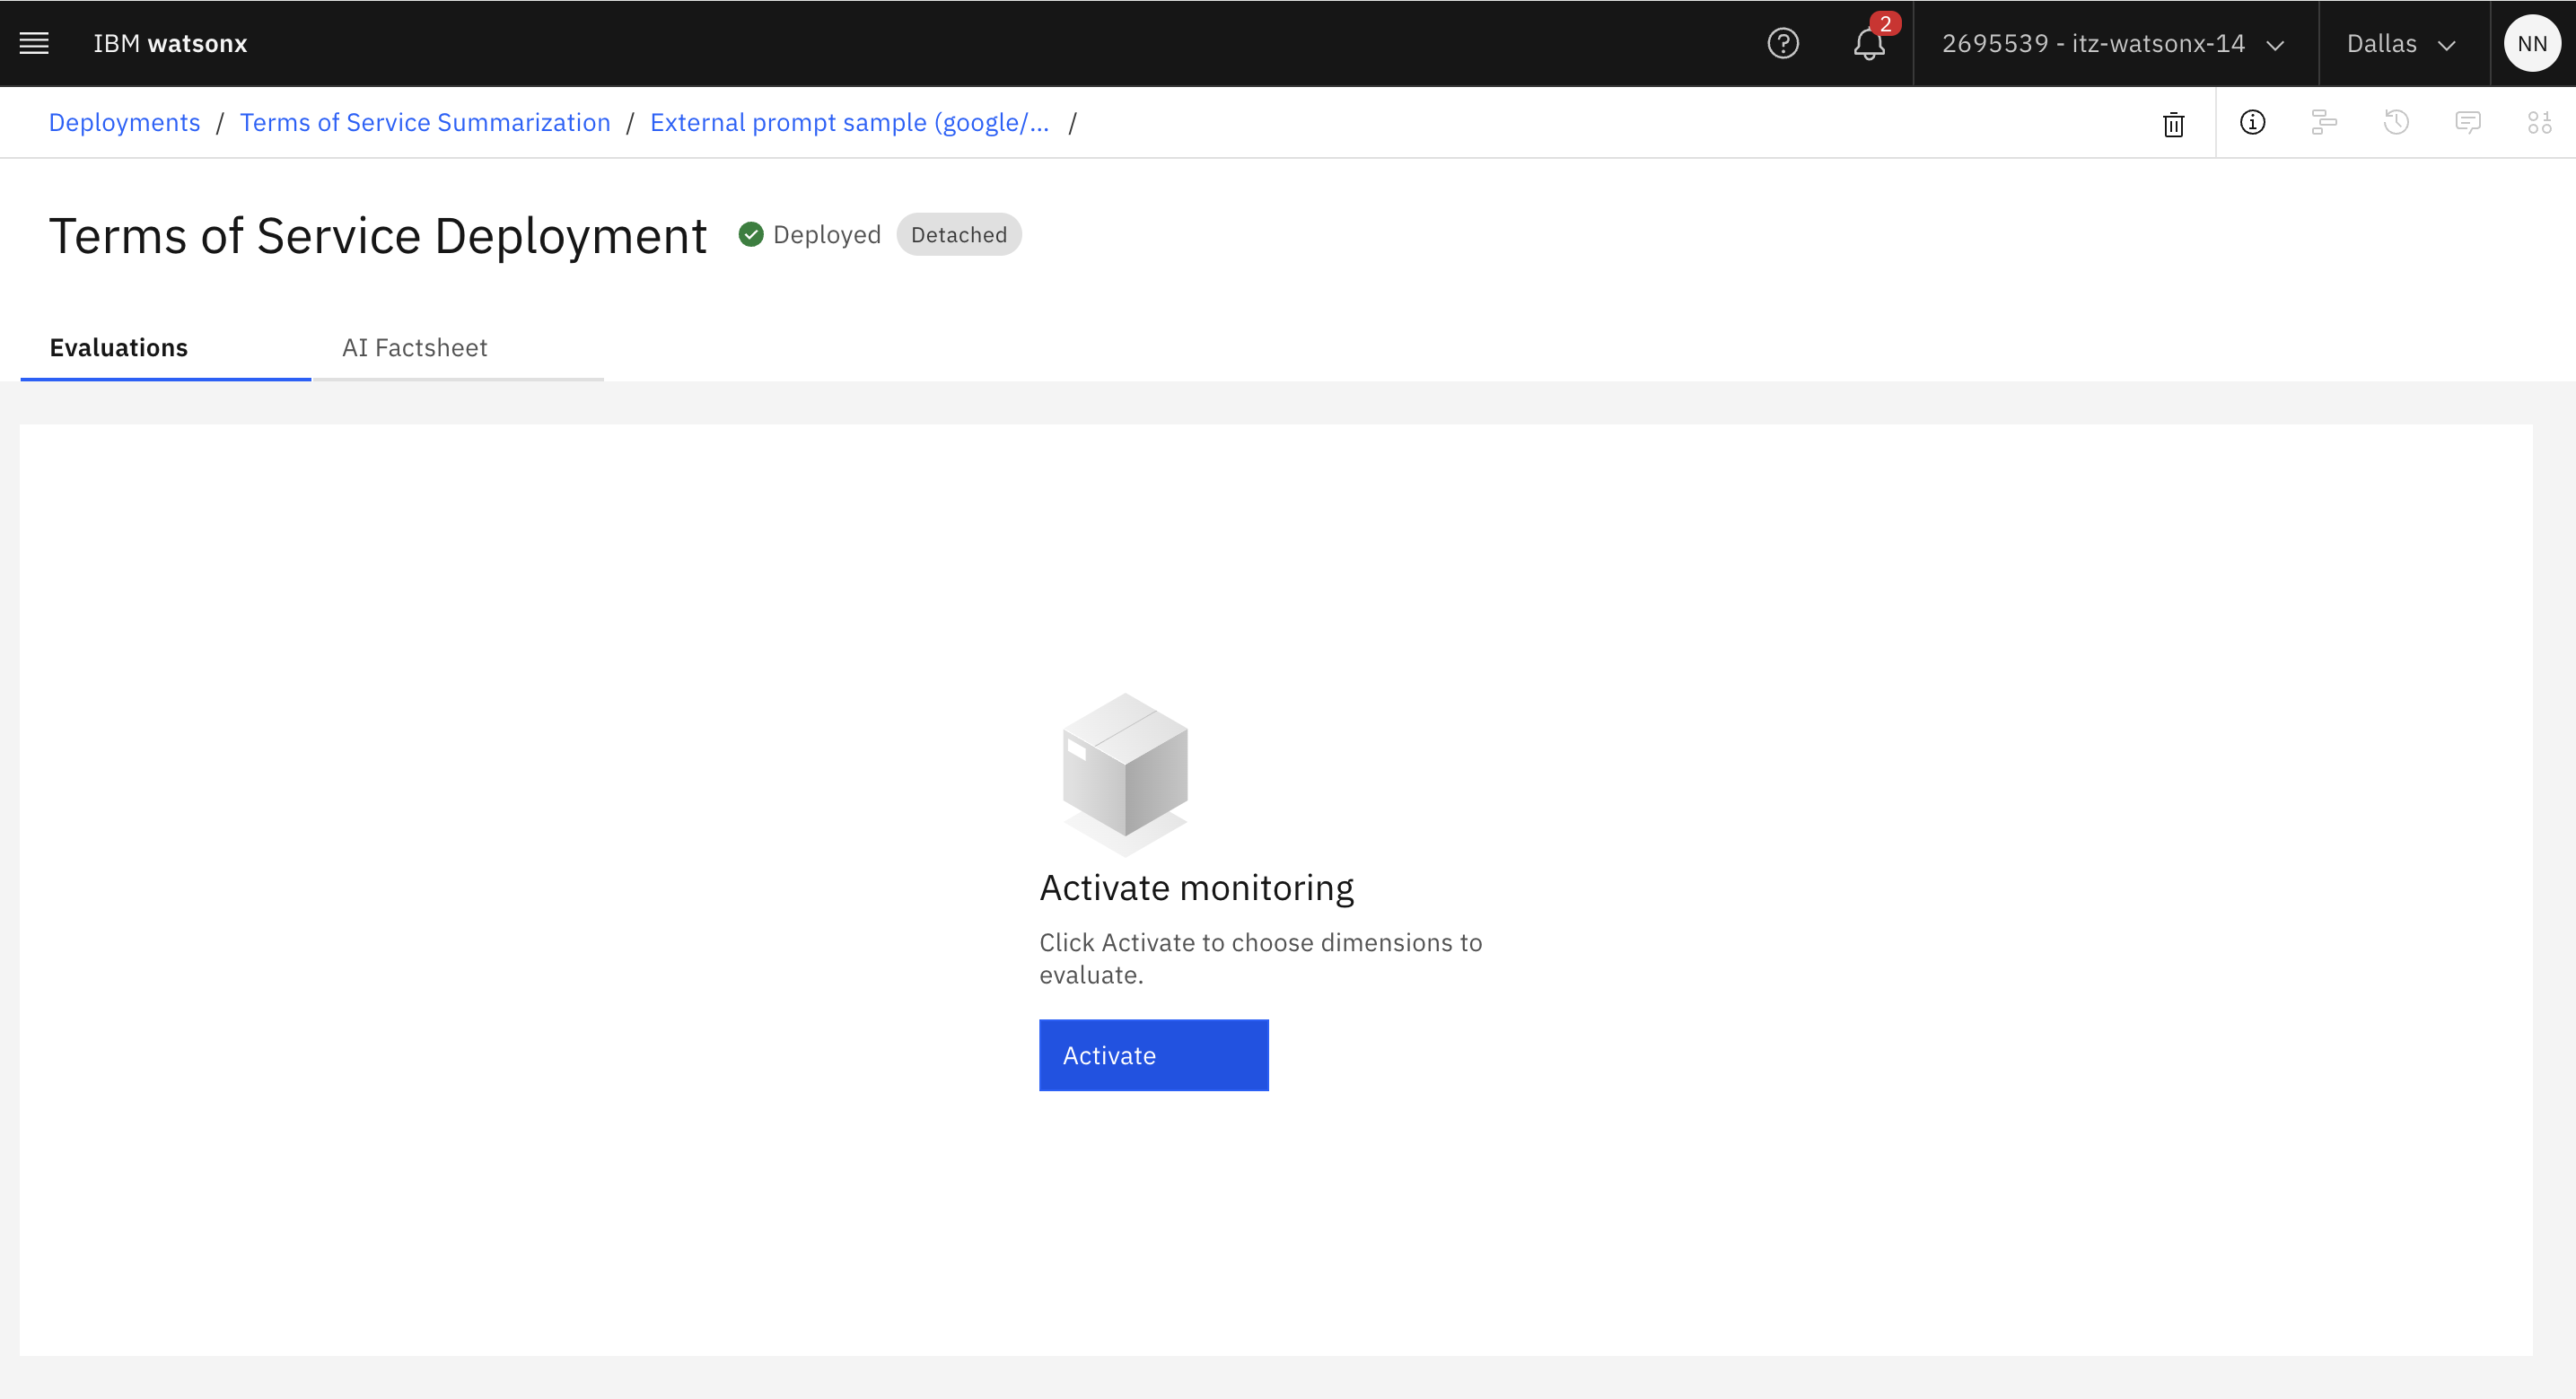 IBM watsonx
2
2695539 - itz-watsonx-14
Dallas
NN
Deployments / Terms of Service Summarization / External prompt sample (google/... /
Terms of Service Deployment
Deployed
Detached
Evaluations
AI Factsheet
Activate monitoring
Click Activate to choose dimensions to
evaluate.
Activate